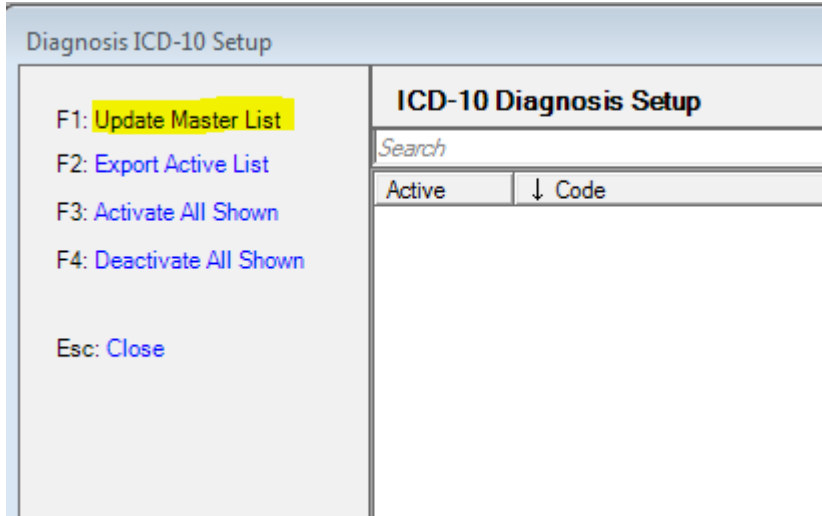 Diagnosis ICD-10 Setup
F1: Update Master List
F2: Export Active List
F3: Activate All Shown
F4: Deactivate All Shown
Esc: Close
ICD-10 Diagnosis Setup
Search
Active ↓ Code